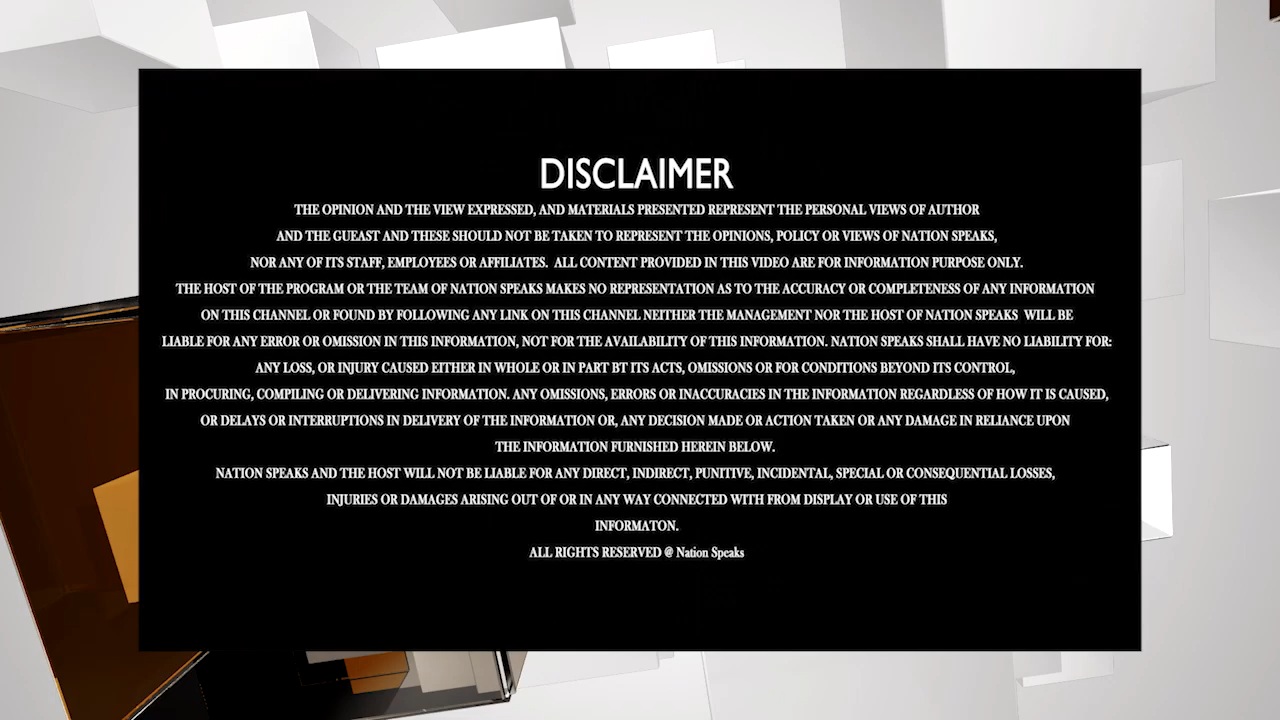 DISCLAIMER
THE OPINION AND THE VIEW EXPRESSED, AND MATERIALS PRESENTED REPRESENT THE PERSONAL VIEWS OF AUTHOR
AND THE GUEAST AND THESE SHOULD NOT BE TAKEN TO REPRESENT THE OPINIONS, POLICY OR VIEWS OF NATION SPEAKS,
NOR ANY OF ITS STAFF, EMPLOYEES OR AFFILIATES.  ALL CONTENT PROVIDED IN THIS VIDEO ARE FOR INFORMATION PURPOSE ONLY.
THE HOST OF THE PROGRAM OR THE TEAM OF NATION SPEAKS MAKES NO REPRESENTATION AS TO THE ACCURACY OR COMPLETENESS OF ANY INFORMATION
ON THIS CHANNEL OR FOUND BY FOLLOWING ANY LINK ON THIS CHANNEL NEITHER THE MANAGEMENT NOR THE HOST OF NATION SPEAKS  WILL BE
LIABLE FOR ANY ERROR OR OMISSION IN THIS INFORMATION, NOT FOR THE AVAILABILITY OF THIS INFORMATION. NATION SPEAKS SHALL HAVE NO LIABILITY FOR:
ANY LOSS, OR INJURY CAUSED EITHER IN WHOLE OR IN PART BT ITS ACTS, OMISSIONS OR FOR CONDITIONS BEYOND ITS CONTROL,
IN PROCURING, COMPILING OR DELIVERING INFORMATION. ANY OMISSIONS, ERRORS OR INACCURACIES IN THE INFORMATION REGARDLESS OF HOW IT IS CAUSED,
OR DELAYS OR INTERRUPTIONS IN DELIVERY OF THE INFORMATION OR, ANY DECISION MADE OR ACTION TAKEN OR ANY DAMAGE IN RELIANCE UPON
THE INFORMATION FURNISHED HEREIN BELOW.
NATION SPEAKS AND THE HOST WILL NOT BE LIABLE FOR ANY DIRECT, INDIRECT, PUNITIVE, INCIDENTAL, SPECIAL OR CONSEQUENTIAL LOSSES,
INJURIES OR DAMAGES ARISING OUT OF OR IN ANY WAY CONNECTED WITH FROM DISPLAY OR USE OF THIS
INFORMATON.
ALL RIGHTS RESERVED @ Nation Speaks